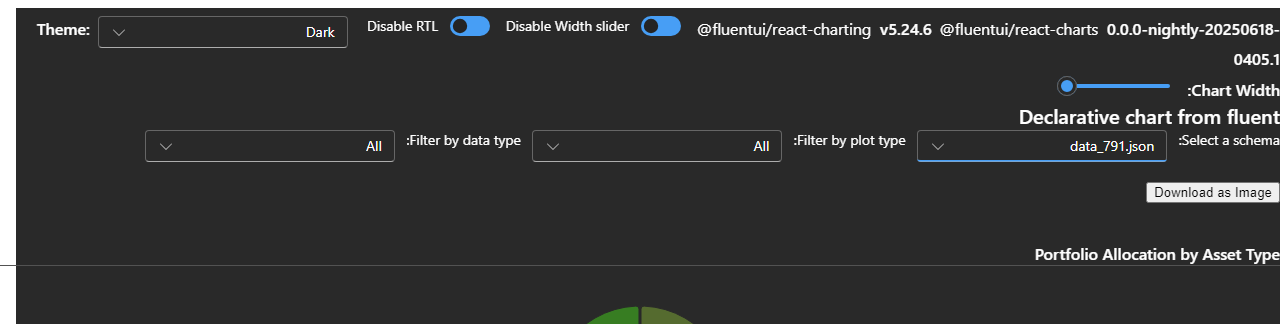 Theme: Dark Disable RTL Disable Width slider @fluentui/react-charting v5.24.6 @fluentui/react-charts 0.0.0-nightly-20250618-
0405.1
:Chart Width
Declarative chart from fluent
:Select a schema data_791.json :Filter by plot type All :Filter by data type All
Download as Image
Portfolio Allocation by Asset Type